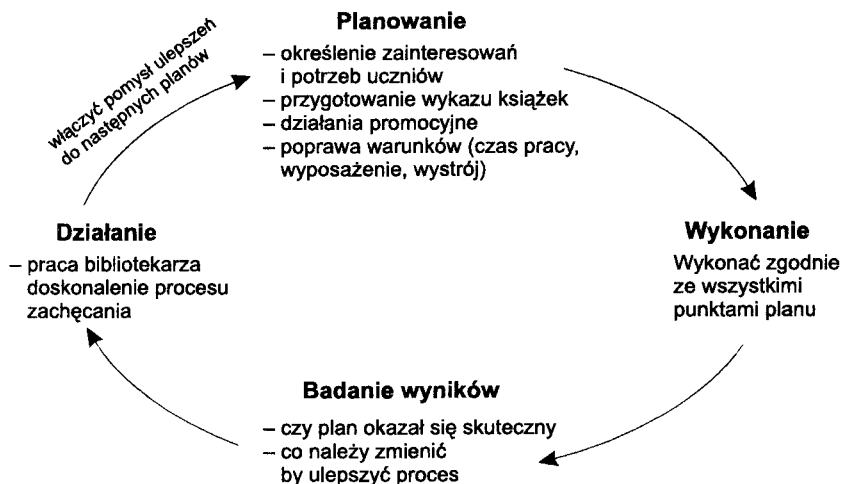 Planowanie
– określenie zainteresowań
i potrzeb uczniów
– przygotowanie wykazu książek
– działania promocyjne
– poprawa warunków (czas pracy,
wyposażenie, wystrój)
Wykonanie
Wykonać zgodnie
ze wszystkimi
punktami planu
Badanie wyników
– czy plan okazał się skuteczny
– co należy zmienić
by ulepszyć proces
Działanie
– praca bibliotekarza
doskonalenie procesu
zachęcania
włączyć pomysł ulepszeń
do następnych planów